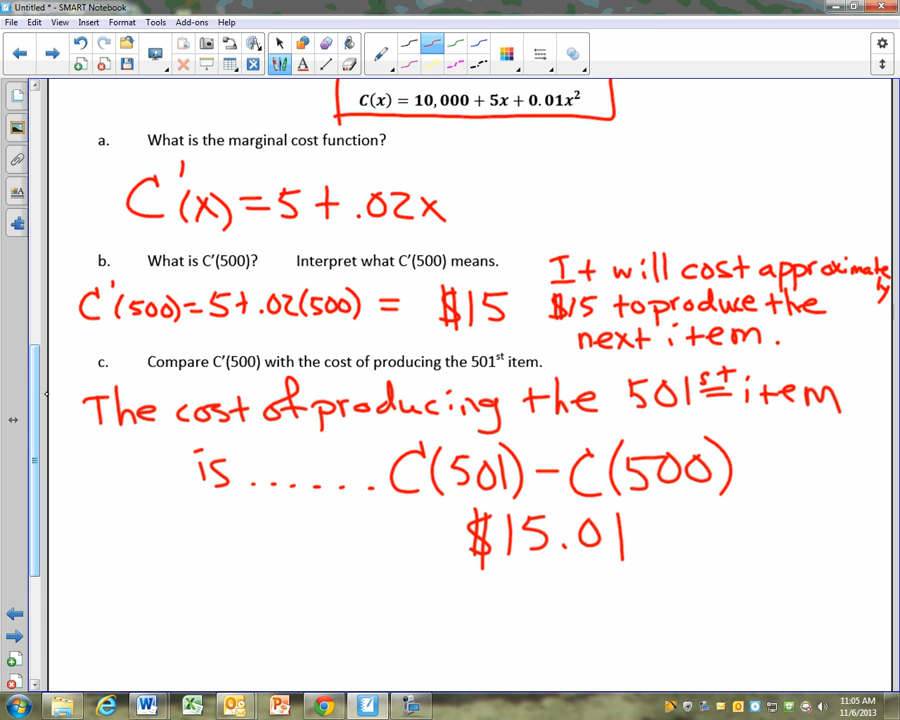 Untitled * - SMART Notebook
File Edit View Insert Format Tools Add-ons Help
C(x) = 10,000 + 5x + 0.01x²
a. What is the marginal cost function?
C'(x) = 5 + .02x
b. What is C'(500)? Interpret what C'(500) means.
It will cost approximately
C'(500) = 5 + .02(500) = $15
$15 to produce the
next item.
c. Compare C'(500) with the cost of producing the 501st item.
The cost of producing the 501st item
is ...... C(501) - C(500)
$15.01
11:05 AM
11/6/2013